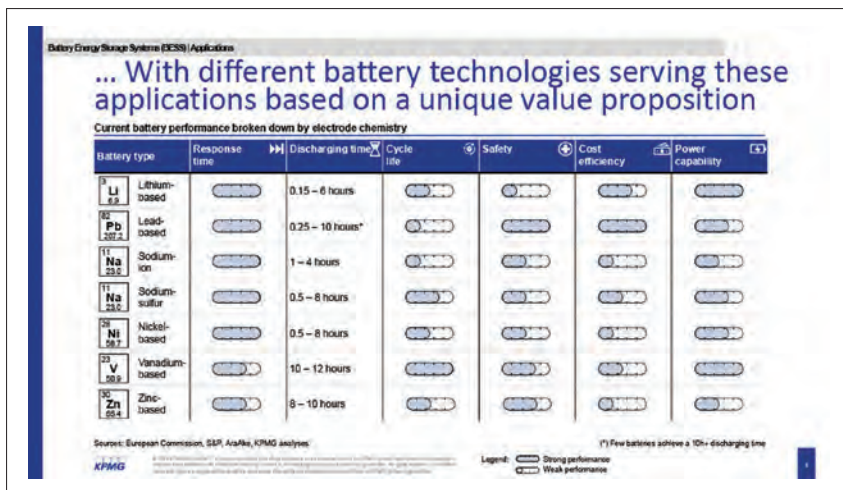 Battery Energy Storage Systems (BESS) | Applications
... With different battery technologies serving these
applications based on a unique value proposition
Current battery performance broken down by electrode chemistry
Battery type Response time Discharging time Cycle life Safety Cost efficiency Power capability
3 Li 6.9 Lithium-based 0.15 – 6 hours
82 Pb 207.2 Lead-based 0.25 – 10 hours*
11 Na 23.0 Sodium-ion 1 – 4 hours
11 Na 23.0 Sodium-sulfur 0.5 – 8 hours
28 Ni 58.7 Nickel-based 0.5 – 8 hours
23 V 50.9 Vanadium-based 10 – 12 hours
30 Zn 65.4 Zinc-based 8 – 10 hours
Sources: European Commission, S&P, KPMG analyses (*) Few batteries achieve a 10h+ discharging time
KPMG
Legend: Strong performance
Weak performance